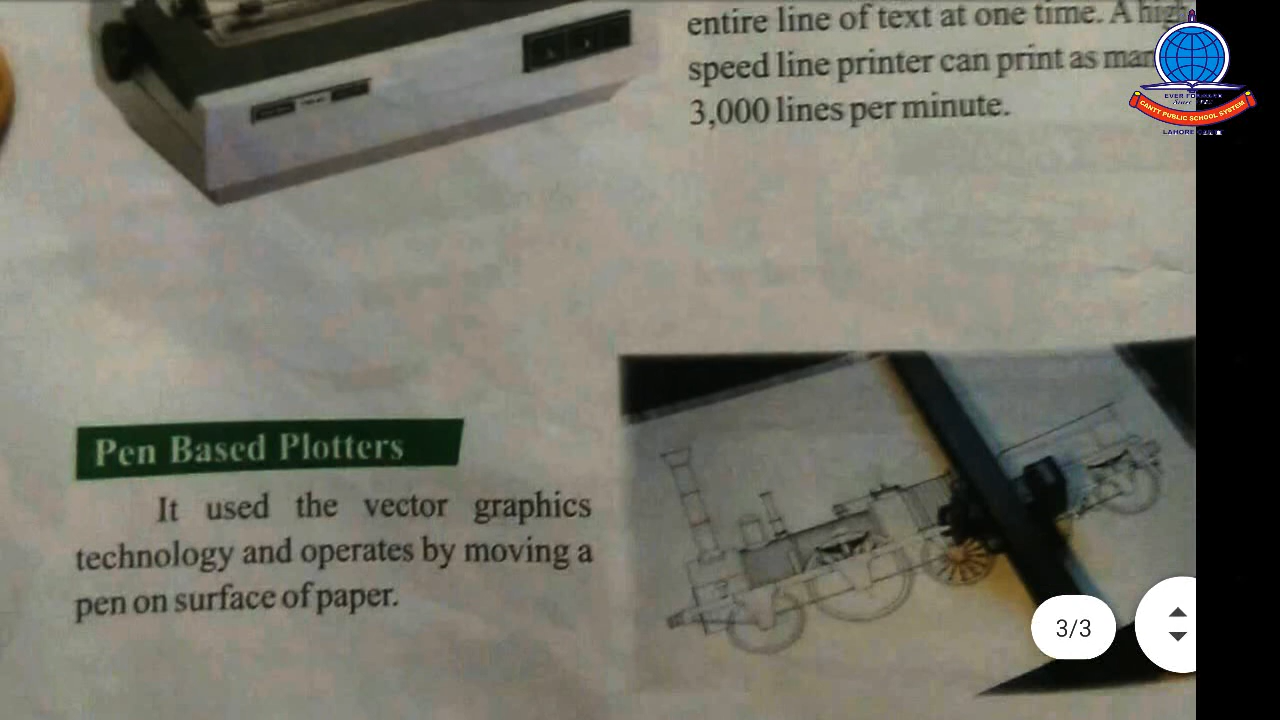 entire line of text at one time. A high
speed line printer can print as
3,000 lines per minute.
CANTT PUBLIC SCHOOL SYSTEM
Pen Based Plotters
It used the vector graphics
technology and operates by moving a
pen on surface of paper.
3/3